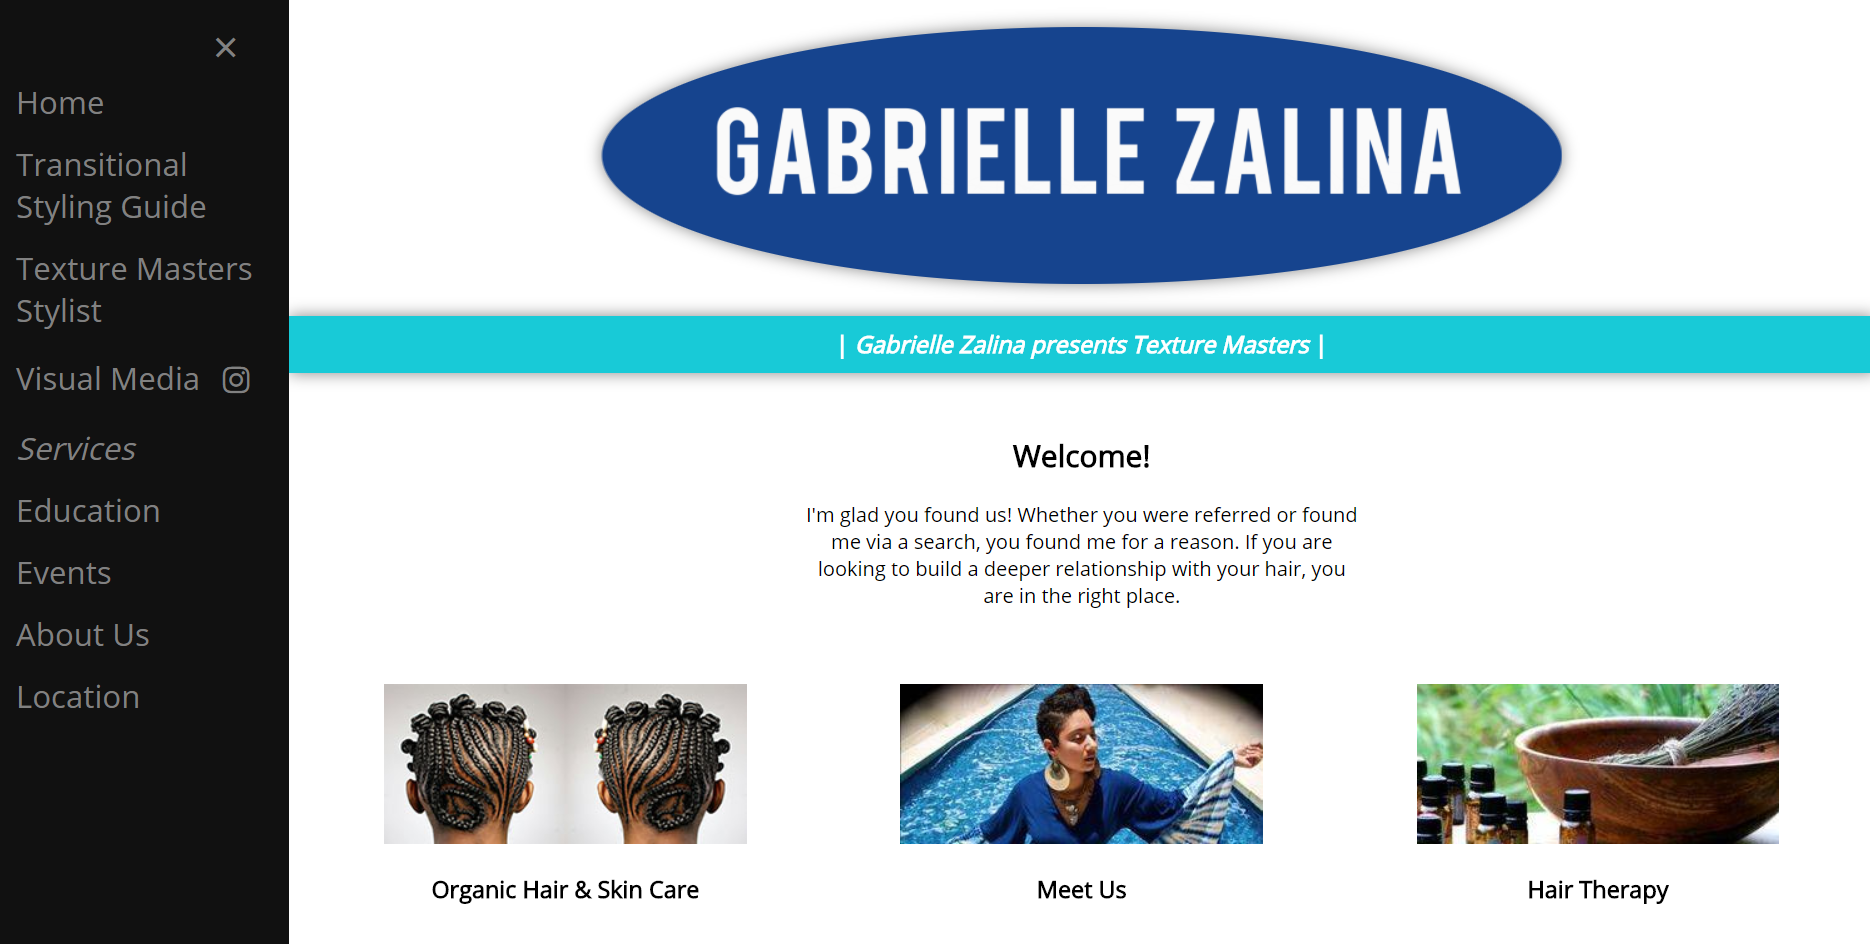 ×
Home
Transitional
Styling Guide
Texture Masters
Stylist
Visual Media
Services
Education
Events
About Us
Location
GABRIELLE ZALINA
| Gabrielle Zalina presents Texture Masters |
Welcome!
I'm glad you found us! Whether you were referred or found
me via a search, you found me for a reason. If you are
looking to build a deeper relationship with your hair, you
are in the right place.
Organic Hair & Skin Care
Meet Us
Hair Therapy